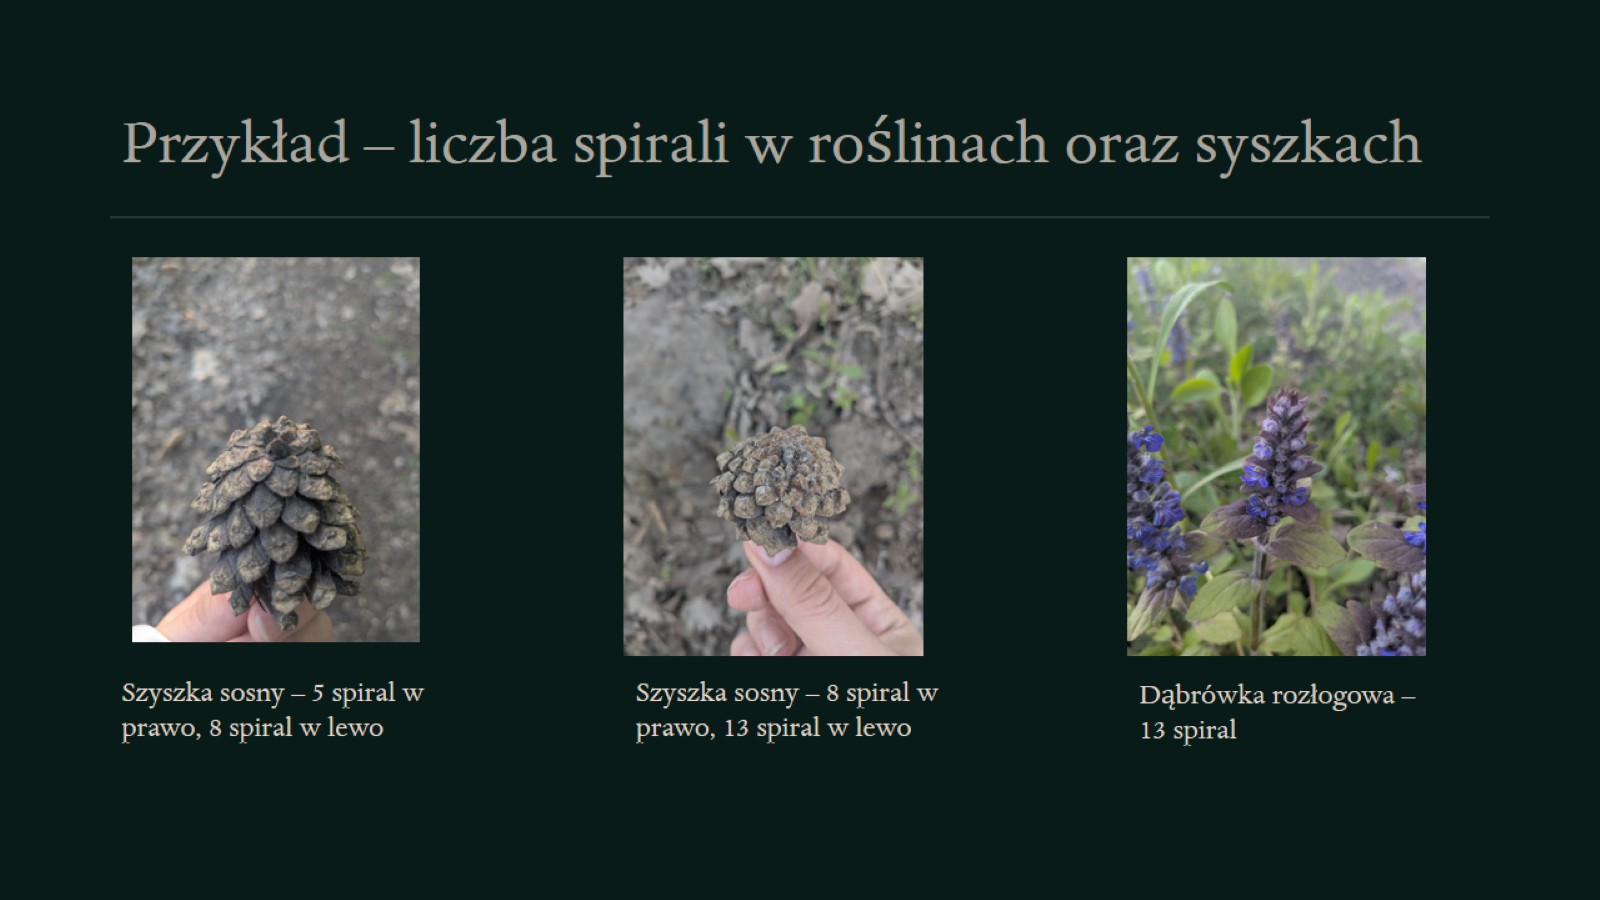 Przykład – liczba spirali w roślinach oraz syszkach
Szyszka sosny – 5 spiral w
prawo, 8 spiral w lewo
Szyszka sosny – 8 spiral w
prawo, 13 spiral w lewo
Dąbrówka rozłogowa –
13 spiral